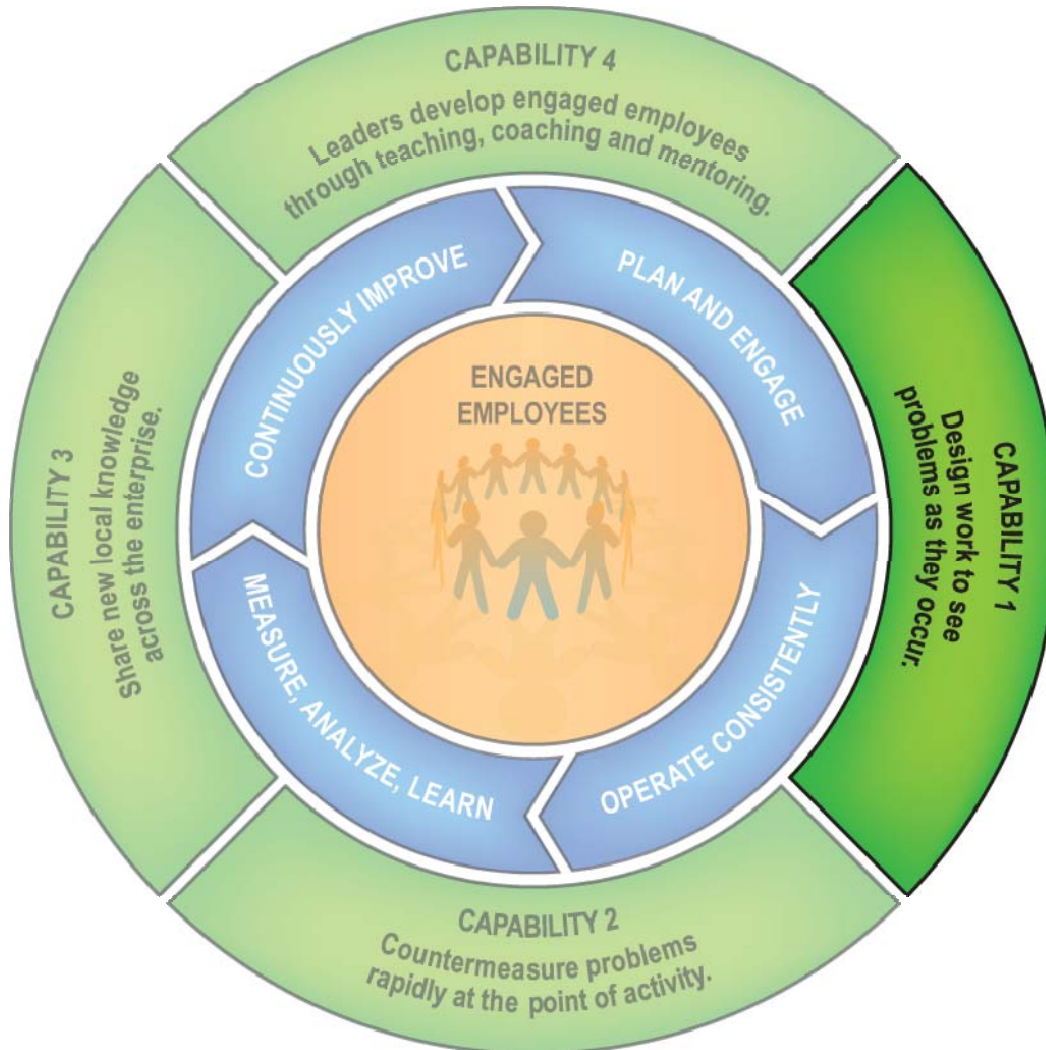 CAPABILITY 4
Leaders develop engaged employees
through teaching, coaching and mentoring.
CAPABILITY 1
Design work to see
problems as they occur.
CAPABILITY 2
Countermeasure problems
rapidly at the point of activity.
CAPABILITY 3
Share new local knowledge
across the enterprise.
PLAN AND ENGAGE
OPERATE CONSISTENTLY
MEASURE, ANALYZE, LEARN
CONTINUOUSLY IMPROVE
ENGAGED
EMPLOYEES